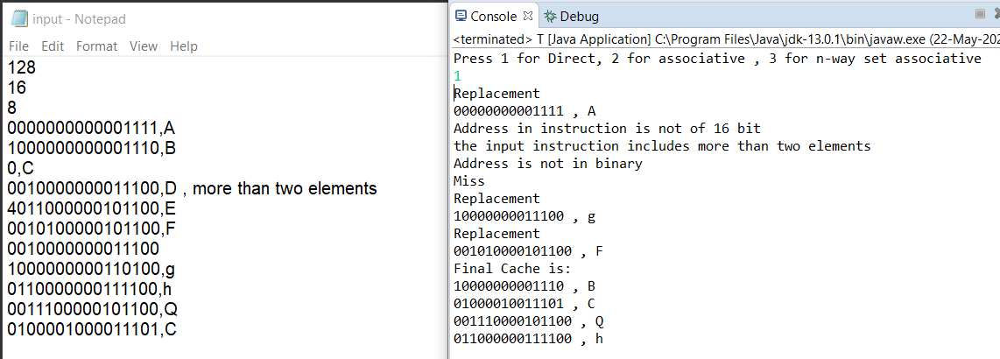 input - Notepad
File Edit Format View Help
128
16
8
0000000000001111,A
1000000000001110,B
0,C
0010000000011100,D , more than two elements
4011000000101100,E
0010100000101100,F
0010000000011100
1000000000110100,g
0110000000111100,h
0011100000101100,Q
0100001000011101,C
Console Debug
<terminated> T [Java Application] C:\Program Files\Java\jdk-13.0.1\bin\javaw.exe (22-May-202
Press 1 for Direct, 2 for associative , 3 for n-way set associative
1
Replacement
00000000001111 , A
Address in instruction is not of 16 bit
the input instruction includes more than two elements
Address is not in binary
Miss
Replacement
10000000011100 , g
Replacement
001010000101100 , F
Final Cache is:
10000000001110 , B
01000010011101 , C
001110000101100 , Q
011000000111100 , h